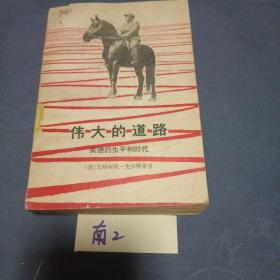 伟大的道路
朱德的生平和时代
〔美〕艾格妮丝·史沫特莱著
南2